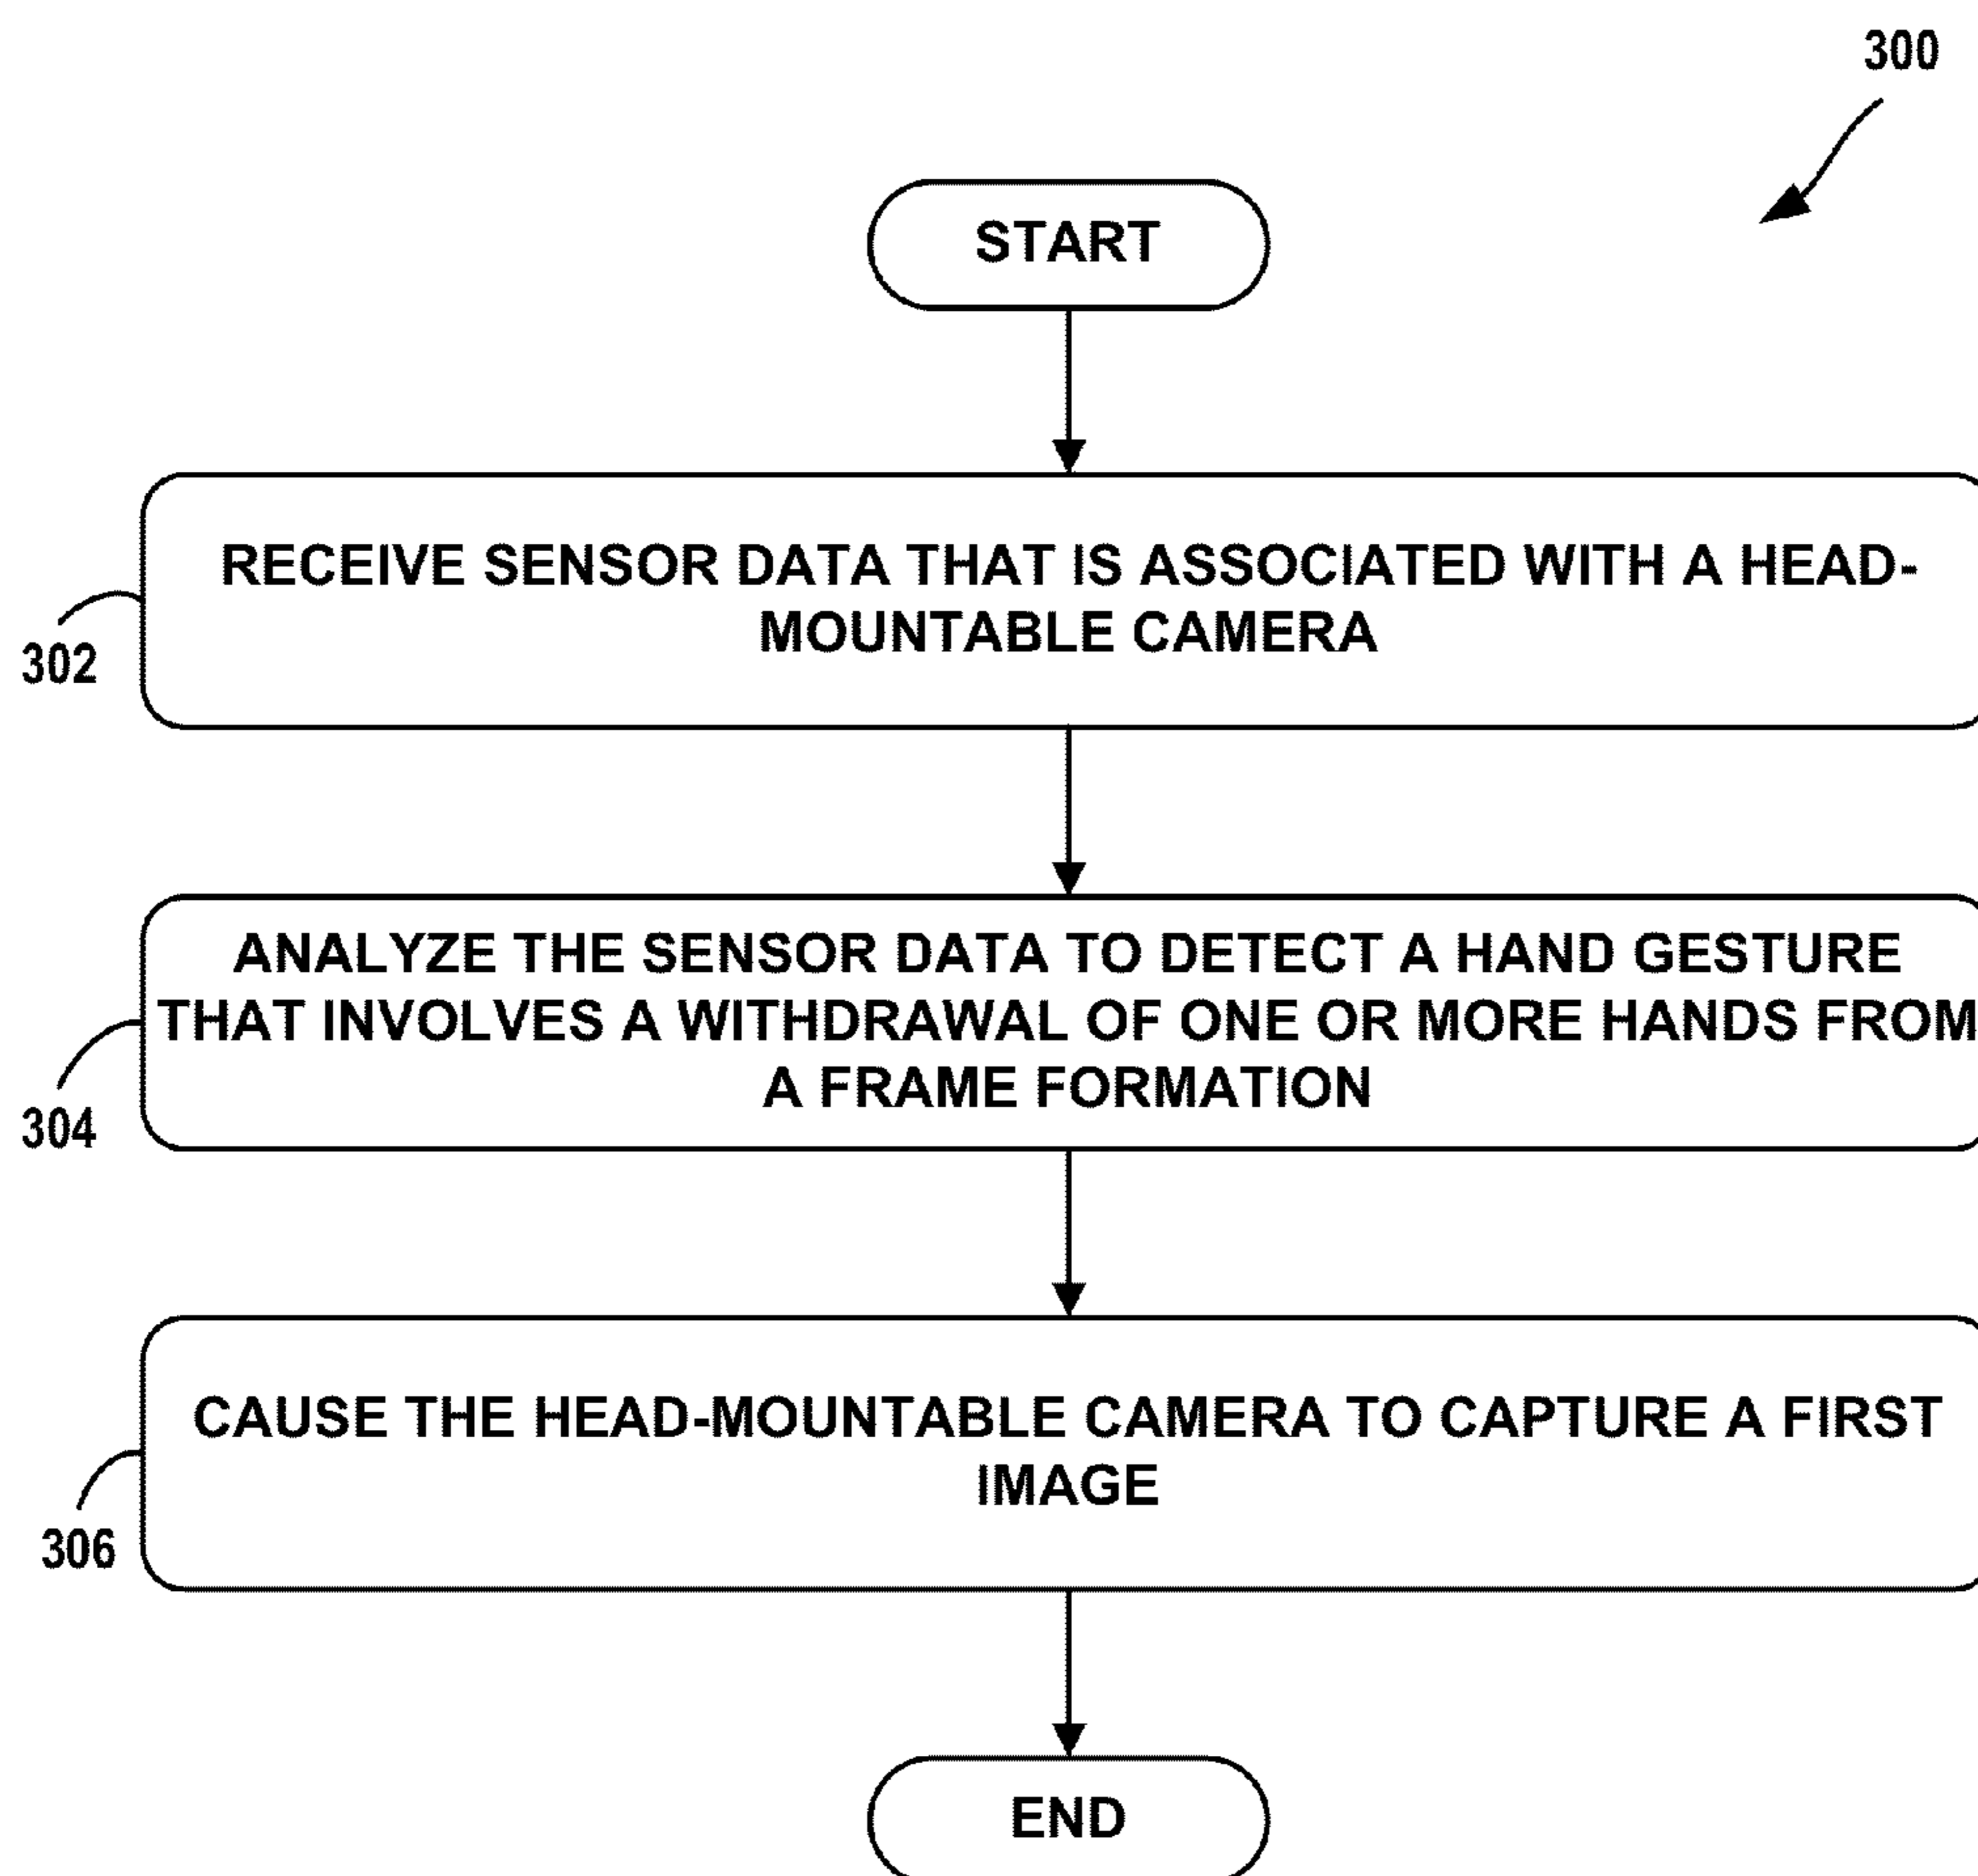 300
START
RECEIVE SENSOR DATA THAT IS ASSOCIATED WITH A HEAD-
MOUNTABLE CAMERA
302
ANALYZE THE SENSOR DATA TO DETECT A HAND GESTURE
THAT INVOLVES A WITHDRAWAL OF ONE OR MORE HANDS FROM
A FRAME FORMATION
304
CAUSE THE HEAD-MOUNTABLE CAMERA TO CAPTURE A FIRST
IMAGE
306
END